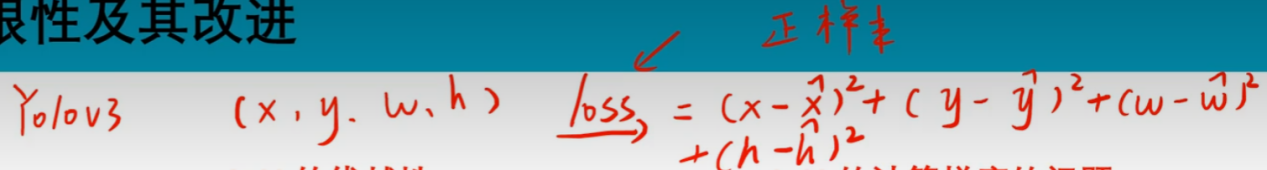 限性及其改进
正样本
Yolov3 (x, y. w, h) loss, = (x-x̂)²+(y-ŷ)²+(w-ŵ)²
+(h-ĥ)²